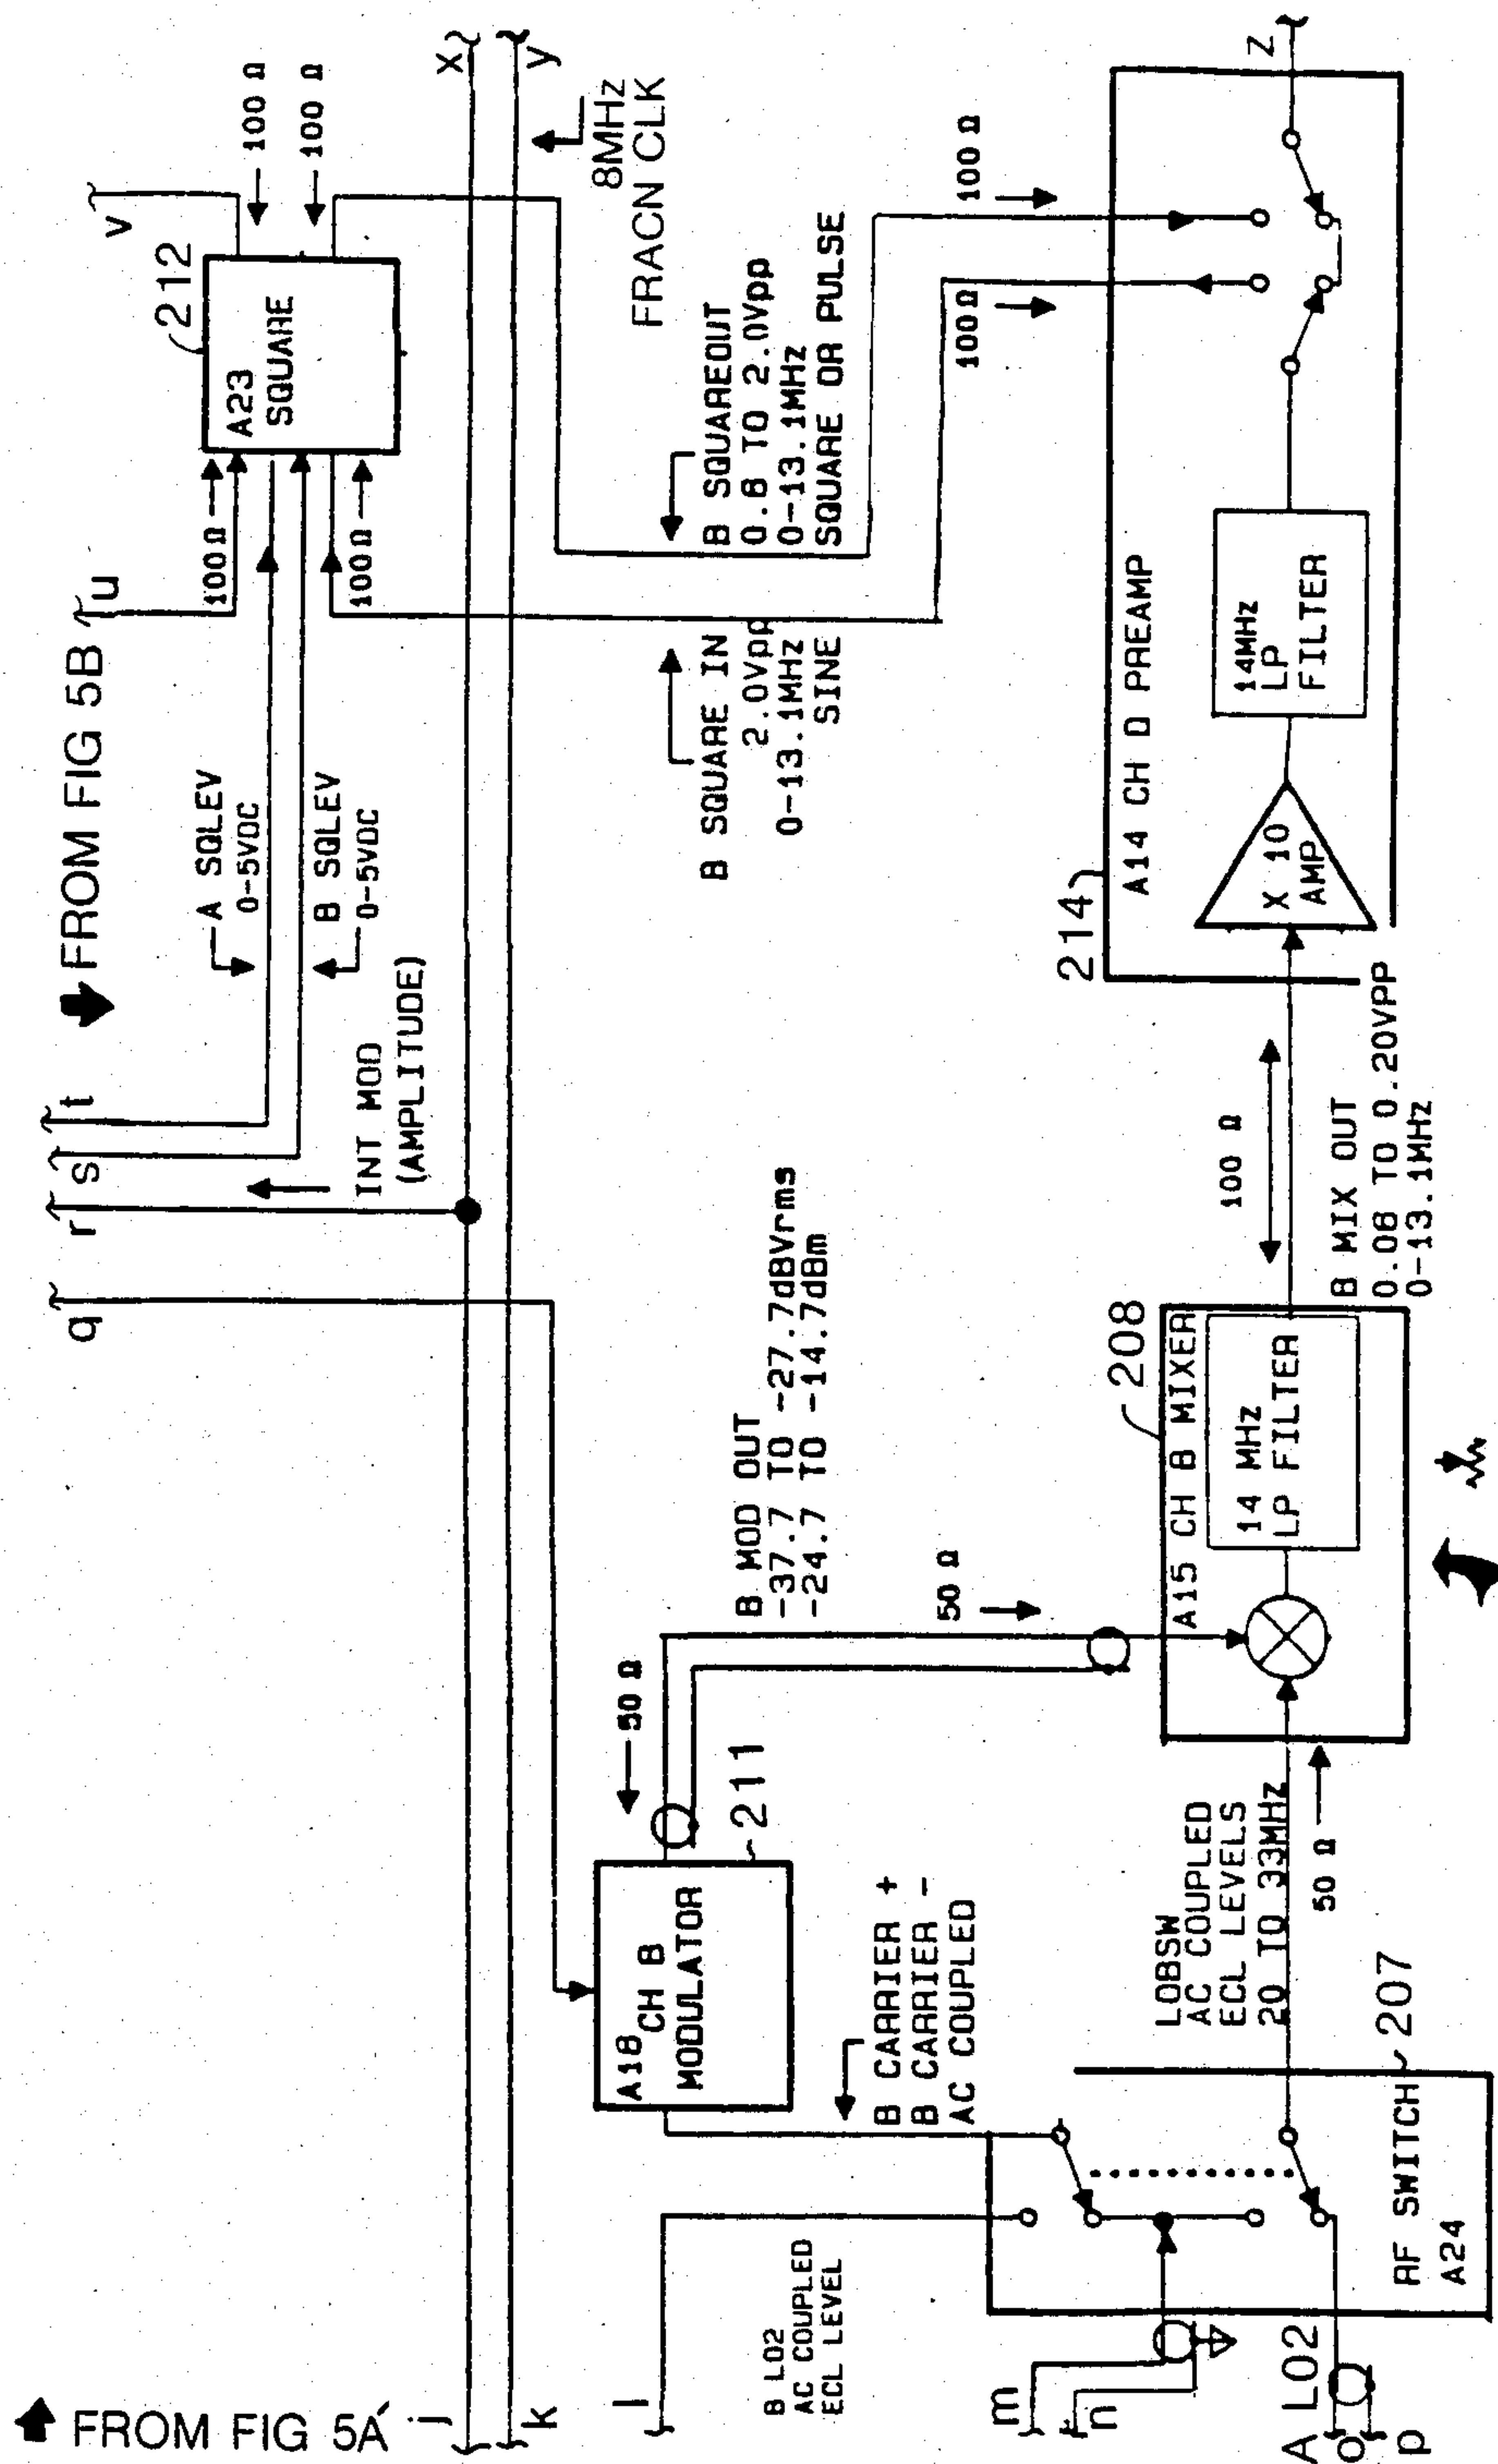 FROM FIG 5A'
FROM FIG 5B
q
r
s
t
u
v
j
k
l
m
n
o
p
x
y
z
INT MOD
(AMPLITUDE)
A SQLEV
0-5VDC
B SQLEV
0-5VDC
100 Ω
100 Ω
A23
SQUARE
212
100 Ω
100 Ω
8MHz
FRACN CLK
B MOD OUT
-37.7 TO -27.7dBVrms
-24.7 TO -14.7dBm
50 Ω
50 Ω
A18 CH B
MODULATOR
211
B CARRIER +
B CARRIER -
AC COUPLED
B LO2
AC COUPLED
ECL LEVEL
B SQUARE IN
2.0Vpp
0-13.1MHz
SINE
B SQUAREOUT
0.8 TO 2.0Vpp
0-13.1MHz
SQUARE OR PULSE
100 Ω
100 Ω
A LO2
RF SWITCH
A24
207
LOBSW
AC COUPLED
ECL LEVELS
20 TO 33MHz
50 Ω
A15 CH B MIXER
208
14 MHz
LP FILTER
100 Ω
B MIX OUT
0.08 TO 0.20VPP
0-13.1MHz
214
A14 CH D PREAMP
X 10
AMP
14MHz
LP
FILTER